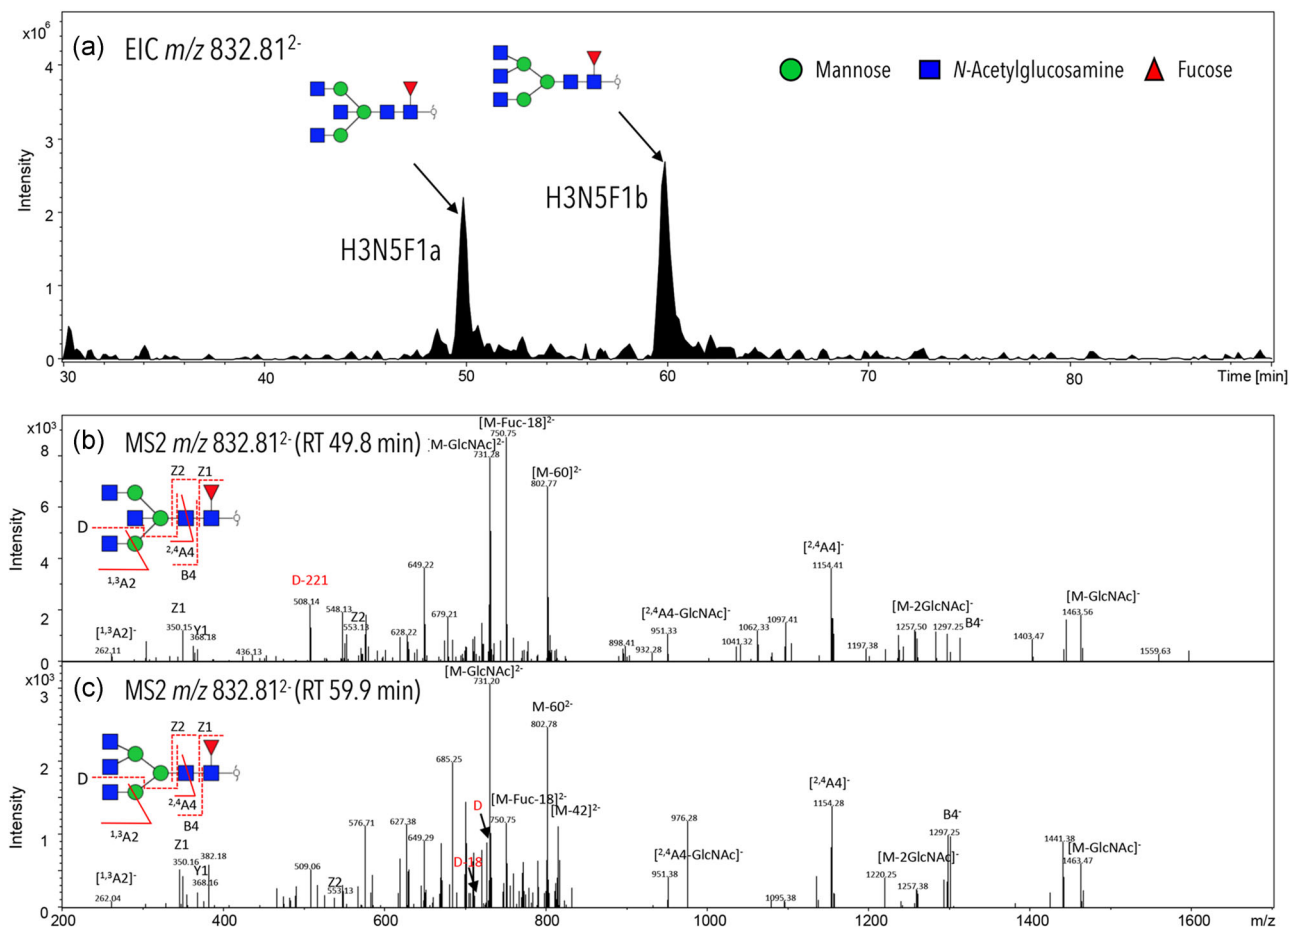 x10⁶
(a) EIC m/z 832.81²⁻
Mannose N-Acetylglucosamine Fucose
4
3
2
1
0
Intensity
H3N5F1a
H3N5F1b
30 40 50 60 70 80 Time [min]
x10³
(b) MS2 m/z 832.81²⁻ (RT 49.8 min)
8
6
4
2
0
Intensity
Z2 Z1
D
²,⁴A4
¹,³A2
B4
[M-Fuc-18]²⁻
750.75
[M-GlcNAc]²⁻
731.28
[M-60]²⁻
802.77
[²,⁴A4]⁻
1154.41
D-221
508.14
649.22
Z1
350.15
Y1
368.18
[¹,³A2]⁻
262.11
436.13
548.13
Z2
553.13
628.22
679.21
898.41
932.28
[²,⁴A4-GlcNAc]⁻
951.33
1041.32
1062.33
1097.41
1197.38
[M-2GlcNAc]⁻
1257.50
B4⁻
1297.25
1403.47
[M-GlcNAc]⁻
1463.56
1559.63
x10³
(c) MS2 m/z 832.81²⁻ (RT 59.9 min)
3
2
1
0
Intensity
Z2 Z1
D
²,⁴A4
¹,³A2
B4
[M-GlcNAc]²⁻
731.20
M-60²⁻
802.78
685.25
D
[M-Fuc-18]²⁻
750.75
[M-42]²⁻
D-18
[²,⁴A4]⁻
1154.28
Z1
350.16
382.18
Y1
368.16
[¹,³A2]⁻
262.04
509.06
Z2
553.13
576.71
627.38
649.29
976.28
[²,⁴A4-GlcNAc]⁻
951.38
1095.38
[M-2GlcNAc]⁻
1220.25
1257.38
B4⁻
1297.25
1441.38
[M-GlcNAc]⁻
1463.47
200 400 600 800 1000 1200 1400 1600 m/z